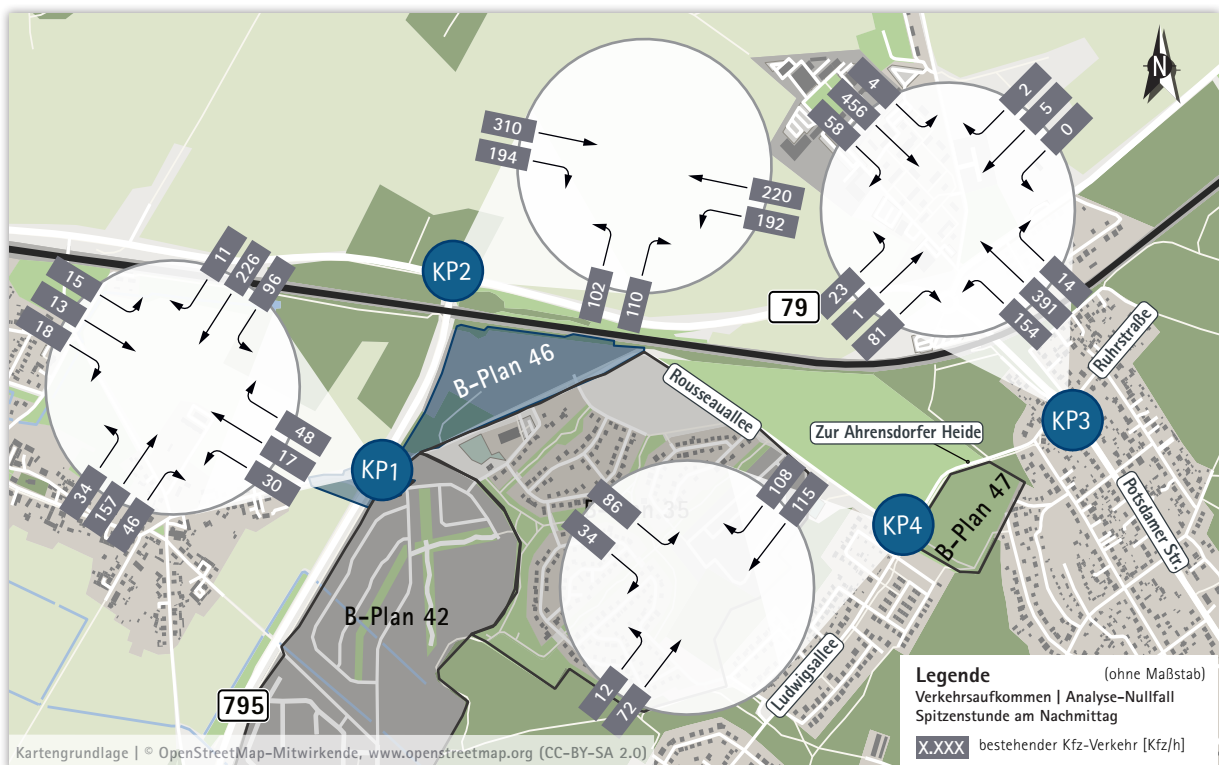 N
310
194
220
192
102
110
4
456
58
2
5
0
23
1
81
14
391
154
15
13
18
11
226
96
48
17
30
34
157
46
KP2
79
B-Plan 46
Rousseauallee
Ruhrstraße
KP3
Zur Ahrensdorfer Heide
KP1
B-Plan 47
Potsdamer Str.
KP4
86
34
108
115
12
72
h 35
B-Plan 42
Ludwigsallee
795
Legende (ohne Maßstab)
Verkehrsaufkommen | Analyse-Nullfall
Spitzenstunde am Nachmittag
X.XXX bestehender Kfz-Verkehr [Kfz/h]
Kartengrundlage | © OpenStreetMap-Mitwirkende, www.openstreetmap.org (CC-BY-SA 2.0)